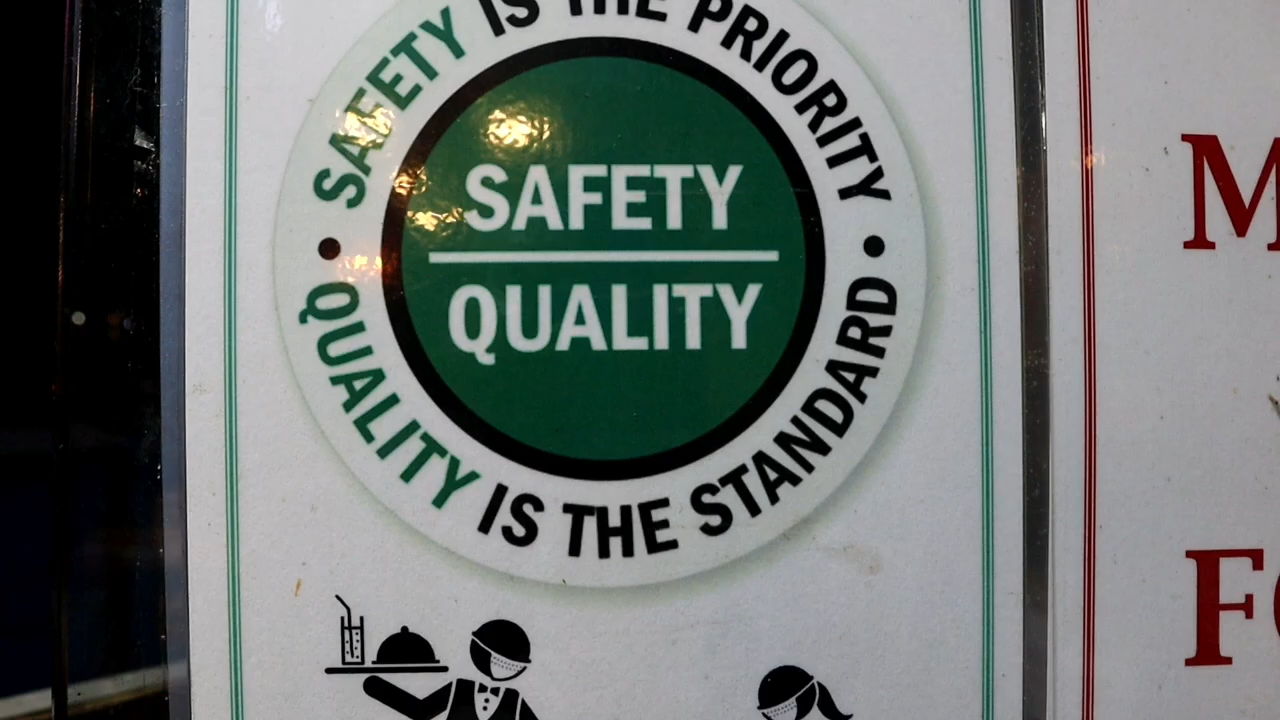 SAFETY IS THE PRIORITY
SAFETY
QUALITY
QUALITY IS THE STANDARD